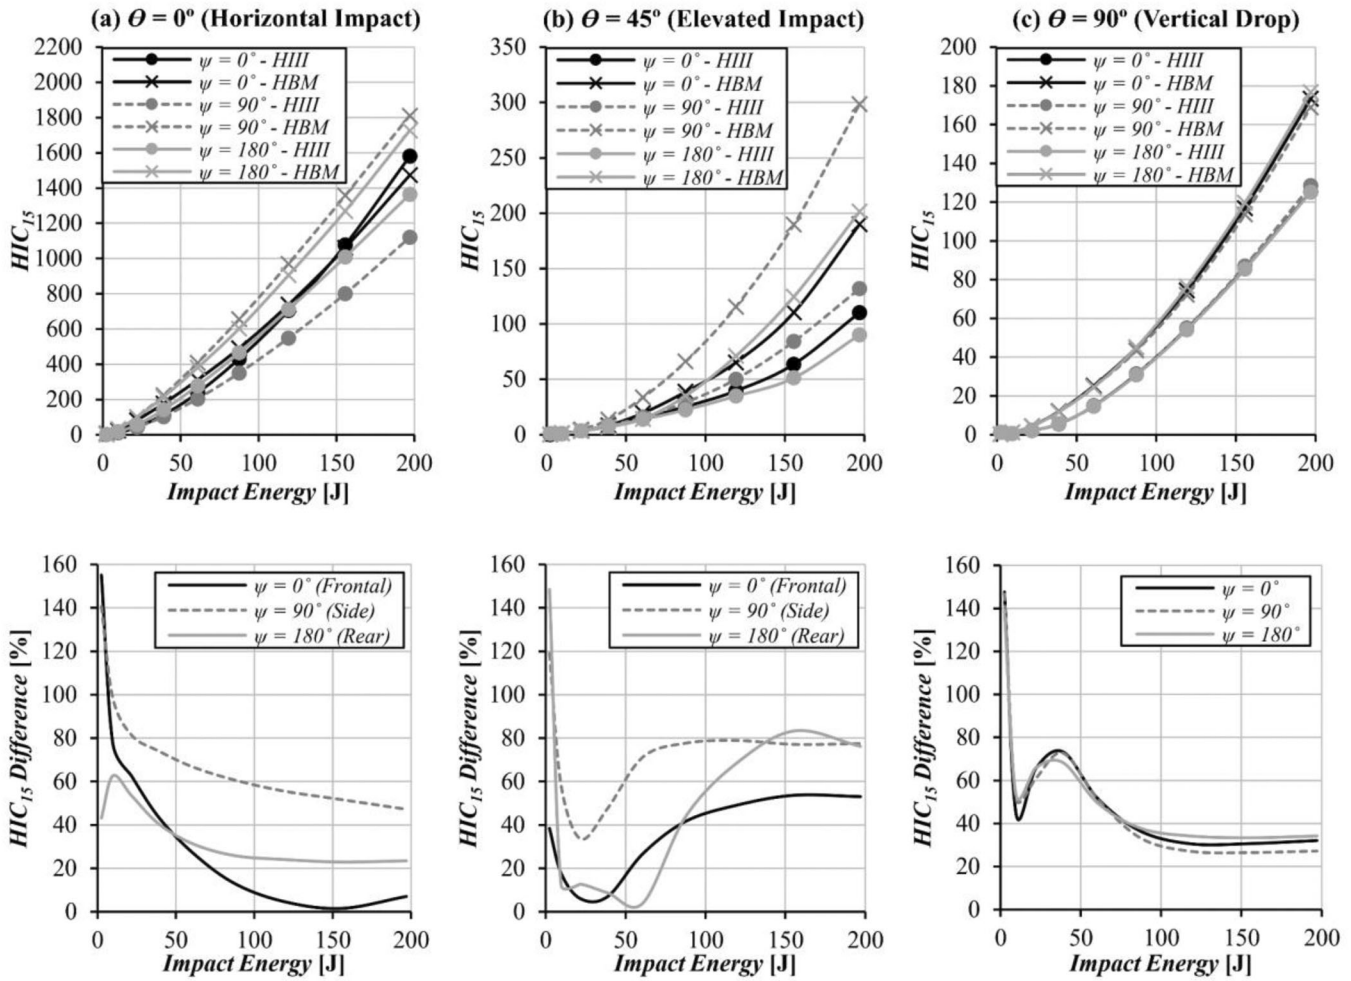 (a) Ɵ = 0º (Horizontal Impact)
2200
2000
1800
1600
1400
1200
1000
800
600
400
200
0
HIC15
ψ = 0˚ - HIII
ψ = 0˚ - HBM
ψ = 90˚ - HIII
ψ = 90˚ - HBM
ψ = 180˚ - HIII
ψ = 180˚ - HBM
0 50 100 150 200
Impact Energy [J]
(b) Ɵ = 45º (Elevated Impact)
350
300
250
200
150
100
50
0
HIC15
ψ = 0˚ - HIII
ψ = 0˚ - HBM
ψ = 90˚ - HIII
ψ = 90˚ - HBM
ψ = 180˚ - HIII
ψ = 180˚ - HBM
0 50 100 150 200
Impact Energy [J]
(c) Ɵ = 90º (Vertical Drop)
200
180
160
140
120
100
80
60
40
20
0
HIC15
ψ = 0˚ - HIII
ψ = 0˚ - HBM
ψ = 90˚ - HIII
ψ = 90˚ - HBM
ψ = 180˚ - HIII
ψ = 180˚ - HBM
0 50 100 150 200
Impact Energy [J]
160
140
120
100
80
60
40
20
0
HIC15 Difference [%]
ψ = 0˚ (Frontal)
ψ = 90˚ (Side)
ψ = 180˚ (Rear)
0 50 100 150 200
Impact Energy [J]
160
140
120
100
80
60
40
20
0
HIC15 Difference [%]
ψ = 0˚ (Frontal)
ψ = 90˚ (Side)
ψ = 180˚ (Rear)
0 50 100 150 200
Impact Energy [J]
160
140
120
100
80
60
40
20
0
HIC15 Difference [%]
ψ = 0˚
ψ = 90˚
ψ = 180˚
0 50 100 150 200
Impact Energy [J]